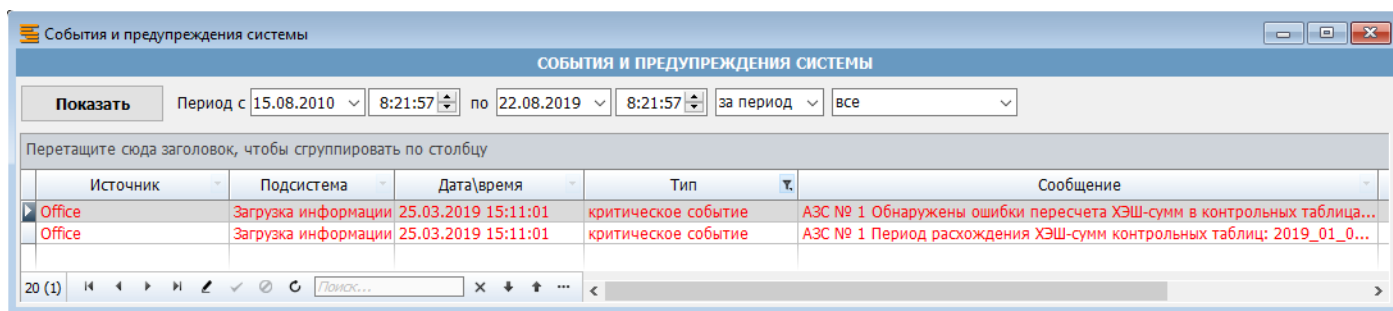 События и предупреждения системы
СОБЫТИЯ И ПРЕДУПРЕЖДЕНИЯ СИСТЕМЫ
Показать Период с 15.08.2010 8:21:57 по 22.08.2019 8:21:57 за период все
Перетащите сюда заголовок, чтобы сгруппировать по столбцу
Источник Подсистема Дата\время Тип Сообщение
Office Загрузка информации 25.03.2019 15:11:01 критическое событие АЗС № 1 Обнаружены ошибки пересчета ХЭШ-сумм в контрольных таблица...
Office Загрузка информации 25.03.2019 15:11:01 критическое событие АЗС № 1 Период расхождения ХЭШ-сумм контрольных таблиц: 2019_01_0...
20 (1) Поиск...